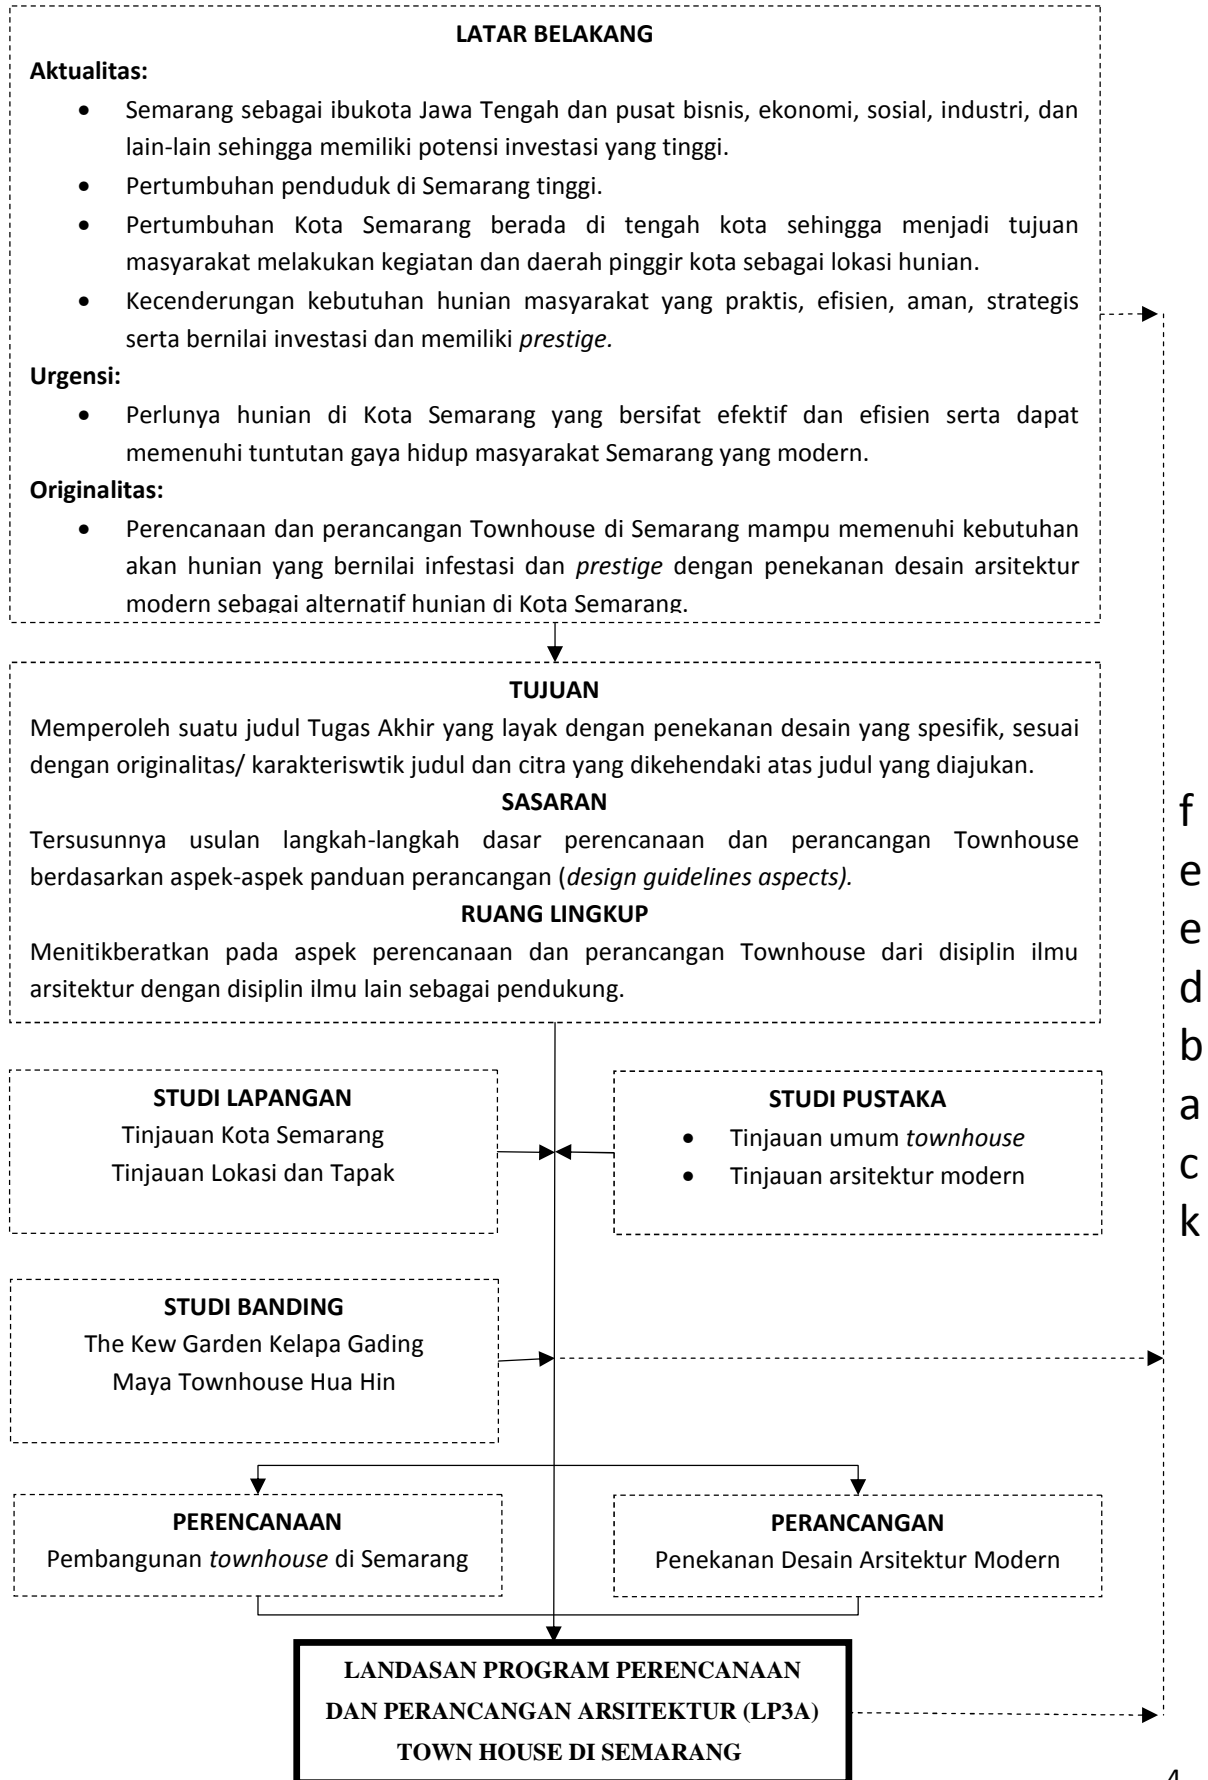 LATAR BELAKANG
Aktualitas:
• Semarang sebagai ibukota Jawa Tengah dan pusat bisnis, ekonomi, sosial, industri, dan
lain-lain sehingga memiliki potensi investasi yang tinggi.
• Pertumbuhan penduduk di Semarang tinggi.
• Pertumbuhan Kota Semarang berada di tengah kota sehingga menjadi tujuan
masyarakat melakukan kegiatan dan daerah pinggir kota sebagai lokasi hunian.
• Kecenderungan kebutuhan hunian masyarakat yang praktis, efisien, aman, strategis
serta bernilai investasi dan memiliki prestige.
Urgensi:
• Perlunya hunian di Kota Semarang yang bersifat efektif dan efisien serta dapat
memenuhi tuntutan gaya hidup masyarakat Semarang yang modern.
Originalitas:
• Perencanaan dan perancangan Townhouse di Semarang mampu memenuhi kebutuhan
akan hunian yang bernilai infestasi dan prestige dengan penekanan desain arsitektur
modern sebagai alternatif hunian di Kota Semarang.
TUJUAN
Memperoleh suatu judul Tugas Akhir yang layak dengan penekanan desain yang spesifik, sesuai
dengan originalitas/ karakteriswtik judul dan citra yang dikehendaki atas judul yang diajukan.
SASARAN
Tersusunnya usulan langkah-langkah dasar perencanaan dan perancangan Townhouse
berdasarkan aspek-aspek panduan perancangan (design guidelines aspects).
RUANG LINGKUP
Menitikberatkan pada aspek perencanaan dan perancangan Townhouse dari disiplin ilmu
arsitektur dengan disiplin ilmu lain sebagai pendukung.
f
e
e
d
b
a
c
k
STUDI LAPANGAN
Tinjauan Kota Semarang
Tinjauan Lokasi dan Tapak
STUDI PUSTAKA
• Tinjauan umum townhouse
• Tinjauan arsitektur modern
STUDI BANDING
The Kew Garden Kelapa Gading
Maya Townhouse Hua Hin
PERENCANAAN
Pembangunan townhouse di Semarang
PERANCANGAN
Penekanan Desain Arsitektur Modern
LANDASAN PROGRAM PERENCANAAN
DAN PERANCANGAN ARSITEKTUR (LP3A)
TOWN HOUSE DI SEMARANG